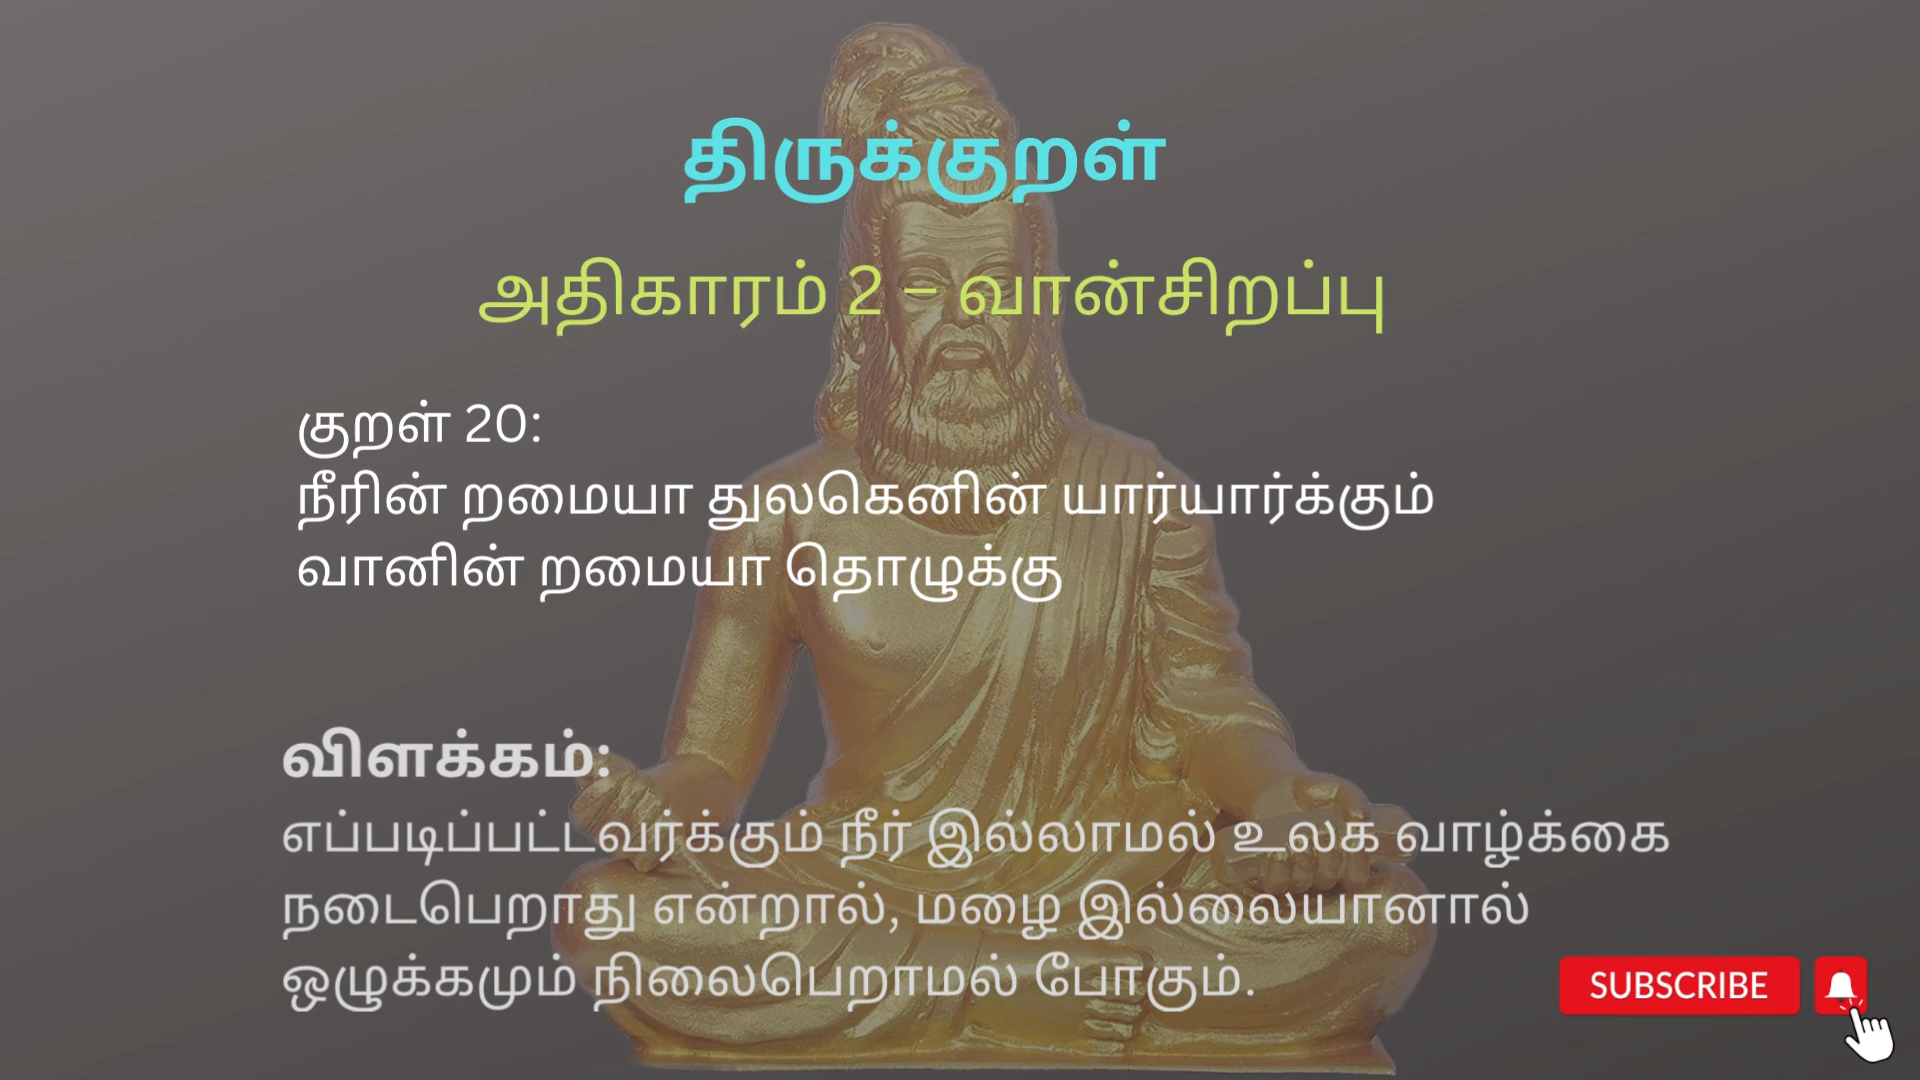 திருக்குறள்
அதிகாரம் 2 – வான்சிறப்பு
குறள் 20:
நீரின் றமையா துலகெனின் யார்யார்க்கும்
வானின் றமையா தொழுக்கு
விளக்கம்:
எப்படிப்பட்டவர்க்கும் நீர் இல்லாமல் உலக வாழ்க்கை
நடைபெறாது என்றால், மழை இல்லையானால்
ஒழுக்கமும் நிலைபெறாமல் போகும்.
SUBSCRIBE